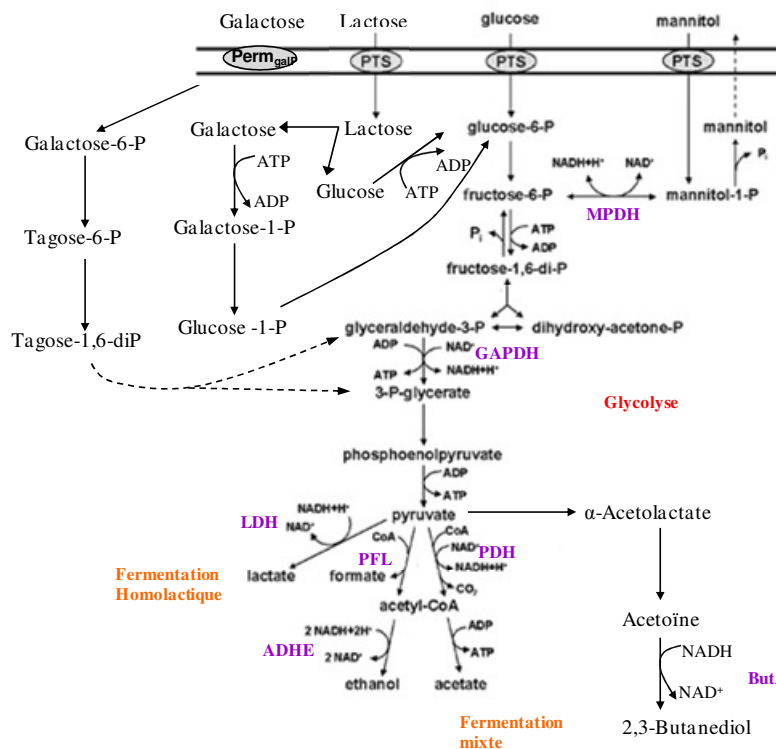 Galactose
Lactose
glucose
mannitol
Perm galP
PTS
PTS
PTS
Galactose-6-P
Galactose
Lactose
glucose-6-P
mannitol
ATP
ADP
Glucose
ADP
ATP
NADH+H⁺
NAD⁺
Pi
fructose-6-P
mannitol-1-P
MPDH
Tagose-6-P
Galactose-1-P
Pi
ATP
ADP
fructose-1,6-di-P
Tagose-1,6-diP
Glucose -1-P
glyceraldehyde-3-P
dihydroxy-acetone-P
ADP
NAD⁺
GAPDH
ATP
NADH+H⁺
3-P-glycerate
Glycolyse
phosphoenolpyruvate
ADP
ATP
LDH
NADH+H⁺
NAD⁺
pyruvate
α-Acetolactate
CoA
CoA
PFL
NAD⁺
PDH
NADH+H⁺
Fermentation
Homolactique
lactate
formate
CO₂
acetyl-CoA
Acetoïne
2 NADH+2H⁺
ADP
ADHE
2 NAD⁺
ATP
NADH
But
NAD⁺
ethanol
acetate
Fermentation
mixte
2,3-Butanediol